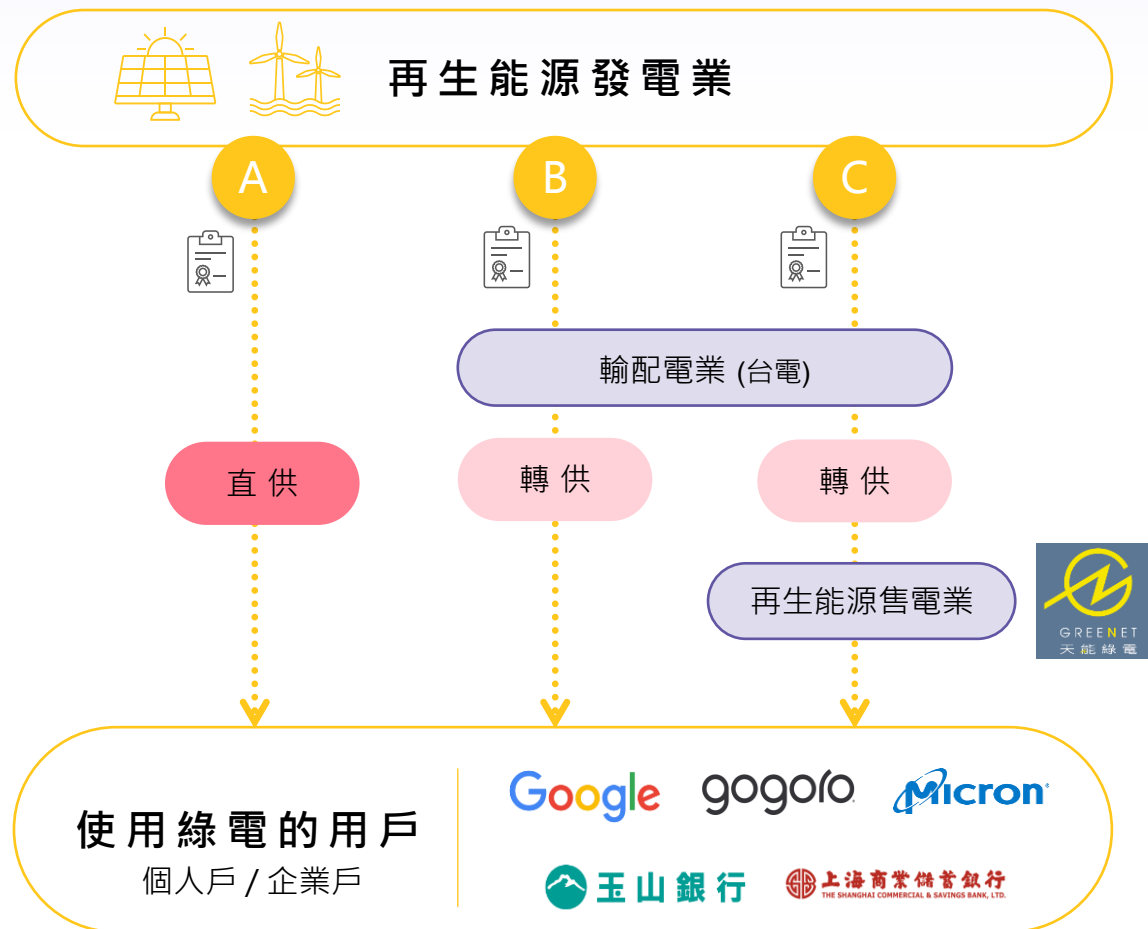 再生能源發電業
A
B
C
輸配電業 (台電)
直供
轉供
轉供
再生能源售電業
GREENET
天能綠電
使用綠電的用戶
個人戶 / 企業戶
Google
gogoro
Micron
玉山銀行
上海商業儲蓄銀行
THE SHANGHAI COMMERCIAL & SAVINGS BANK, LTD.